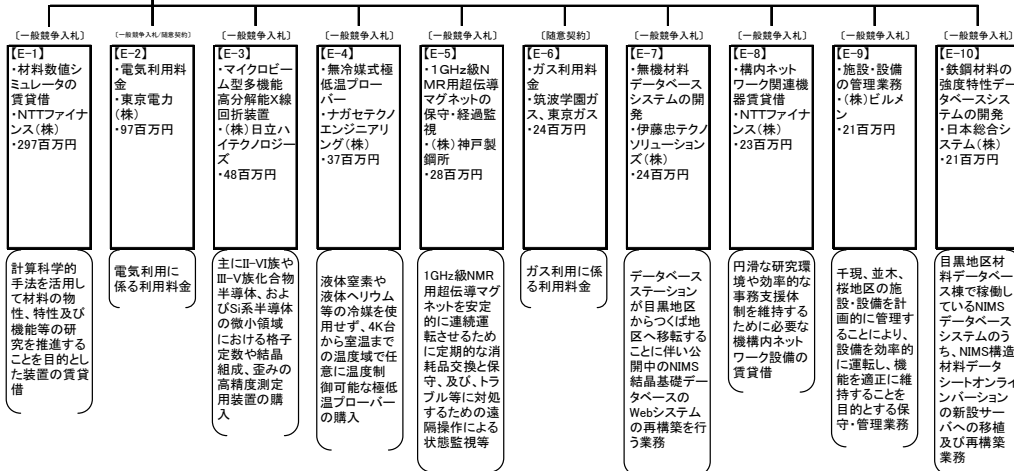 ［一般競争入札］
【E-1】
・材料数値シ
ミュレータの
賃貸借
・NTTファイナ
ンス（株）
・297百万円
計算科学的
手法を活用し
て材料の物
性、特性及び
機能等の研
究を推進する
ことを目的とし
た装置の賃貸
借
［一般競争入札/随意契約］
【E-2】
・電気利用料
金
・東京電力
（株）
・97百万円
電気利用に
係る利用料金
［一般競争入札］
【E-3】
・マイクロビー
ム型多機能
高分解能X線
回折装置
・（株）日立ハ
イテクノロジー
ズ
・48百万円
主にII-VI族や
III-V族化合物
半導体、およ
びSi系半導体
の微小領域
における格子
定数や結晶
組成、歪みの
高精度測定
用装置の購
入
［一般競争入札］
【E-4】
・無冷媒式極
低温プロー
バー
・ナガセテクノ
エンジニアリ
ング（株）
・37百万円
液体窒素や
液体ヘリウム
等の冷媒を使
用せず、4K台
から室温まで
の温度域で任
意に温度制
御可能な極低
温プローバー
の購入
［一般競争入札］
【E-5】
・1GHz級N
MR用超伝導
マグネットの
保守・経過監
視
・（株）神戸製
鋼所
・28百万円
1GHz級NMR
用超伝導マグ
ネットを安定
的に連続運
転させるため
に定期的な消
耗品交換と保
守、及び、トラ
ブル等に対処
するための遠
隔操作による
状態監視等
［随意契約］
【E-6】
・ガス利用料
金
・筑波学園ガ
ス、東京ガス
・24百万円
ガス利用に係
る利用料金
［一般競争入札］
【E-7】
・無機材料
データベース
システムの開
発
・伊藤忠テクノ
ソリューション
ズ（株）
・24百万円
データベース
ステーション
が目黒地区
からつくば地
区へ移転する
ことに伴い公
開中のNIMS
結晶基礎デー
タベースの
Webシステム
の再構築を行
う業務
［一般競争入札］
【E-8】
・構内ネット
ワーク関連機
器賃貸借
・NTTファイナ
ンス（株）
・23百万円
円滑な研究環
境や効率的な
事務支援体
制を維持する
ために必要な
機構内ネット
ワーク設備の
賃貸借
［一般競争入札］
【E-9】
・施設・設備
の管理業務
・（株）ビルメ
ン
・21百万円
千現、並木、
桜地区の施
設・設備を計
画的に管理す
ることにより、
設備を効率的
に運転し、機
能を適正に維
持することを
目的とする保
守・管理業務
［一般競争入札］
【E-10】
・鉄鋼材料の
強度特性デー
タベースシス
テムの開発
・日本総合シ
ステム（株）
・21百万円
目黒地区材
料データベー
ス棟で稼働し
ているNIMS
データベース
システムのう
ち、NIMS構造
材料データ
シートオンライ
ンバージョン
の新設サー
バへの移植
及び再構築
業務